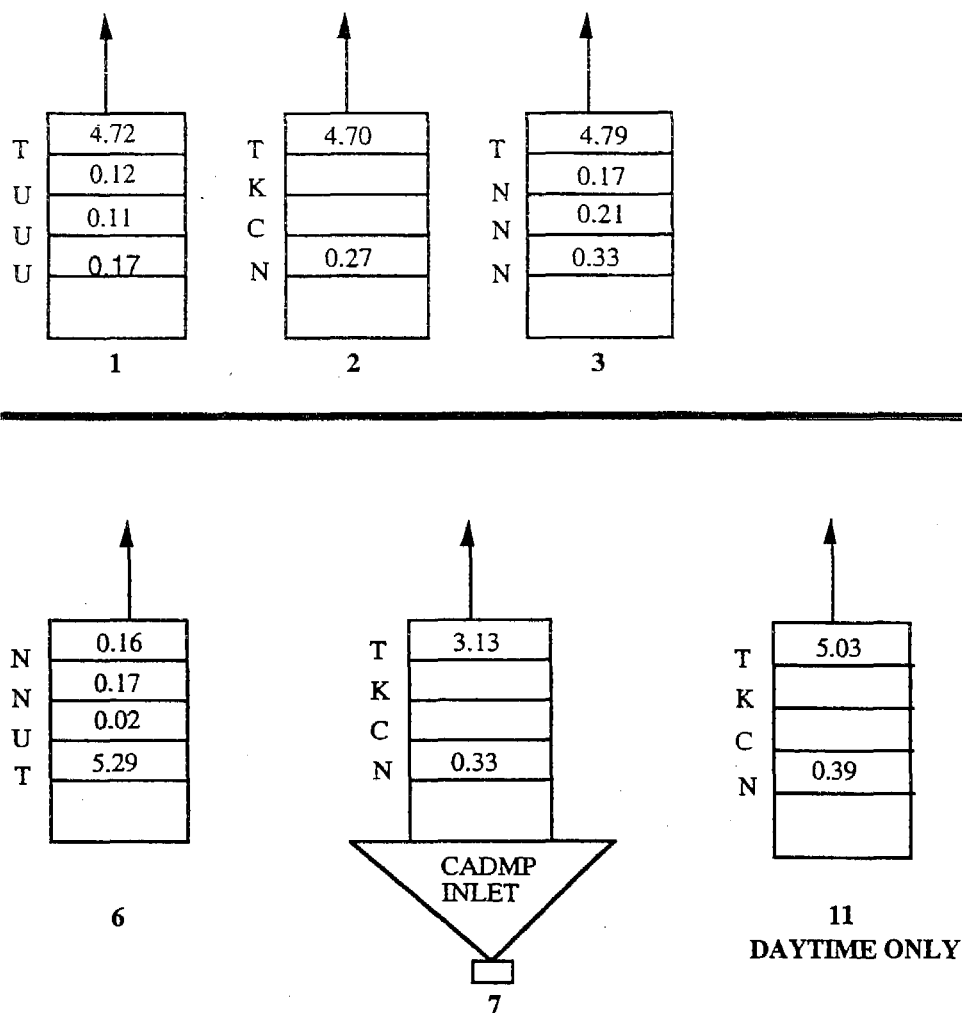 T 4.72 T 4.70 T 4.79
U 0.12 K N 0.17
U 0.11 C N 0.21
U 0.17 N 0.27 N 0.33
1 2 3
N 0.16 T 3.13 T 5.03
N 0.17 K K
U 0.02 C C
T 5.29 N 0.33 N 0.39
CADMP
INLET
6 11
DAYTIME ONLY
7